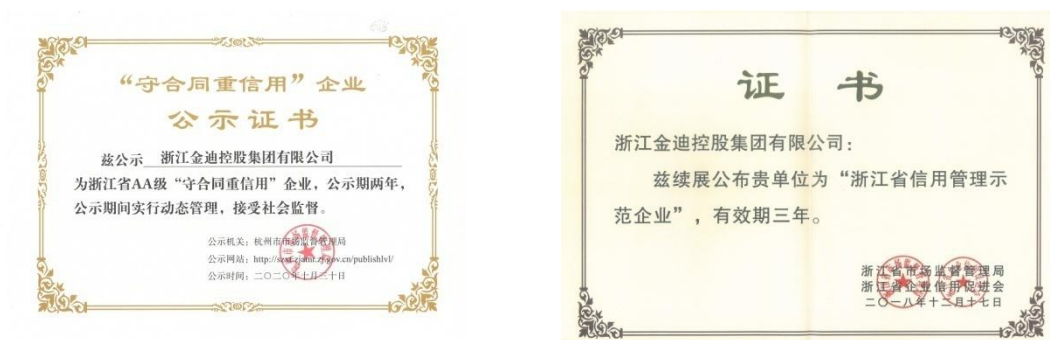 “守合同重信用”企业
公示证书
兹公示 浙江金迪控股集团有限公司
为浙江省AA级“守合同重信用”企业，公示期两年，
公示期间实行动态管理，接受社会监督。
公示机关：杭州市市场监督管理局
公示网站：
公示时间：二〇二〇年十月三十日
证 书
浙江金迪控股集团有限公司：
兹续展公布贵单位为“浙江省信用管理示
范企业”，有效期三年。
浙江省市场监督管理局
浙江省企业信用促进会
二〇一八年十二月十七日